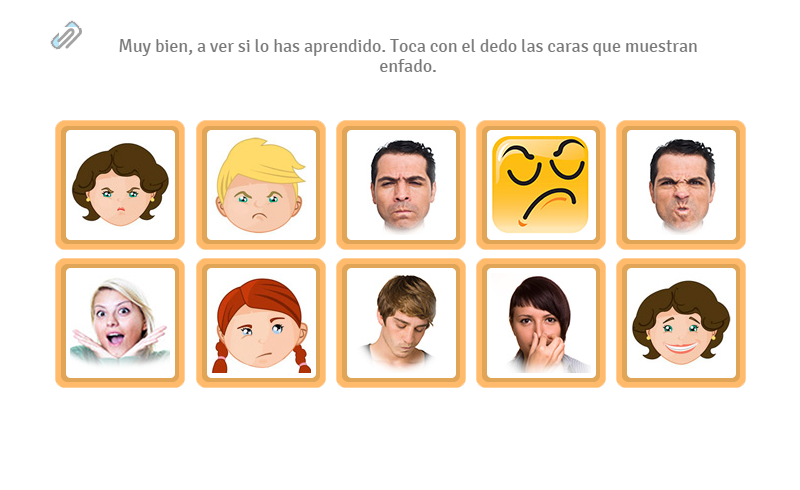 Muy bien, a ver si lo has aprendido. Toca con el dedo las caras que muestran
enfado.